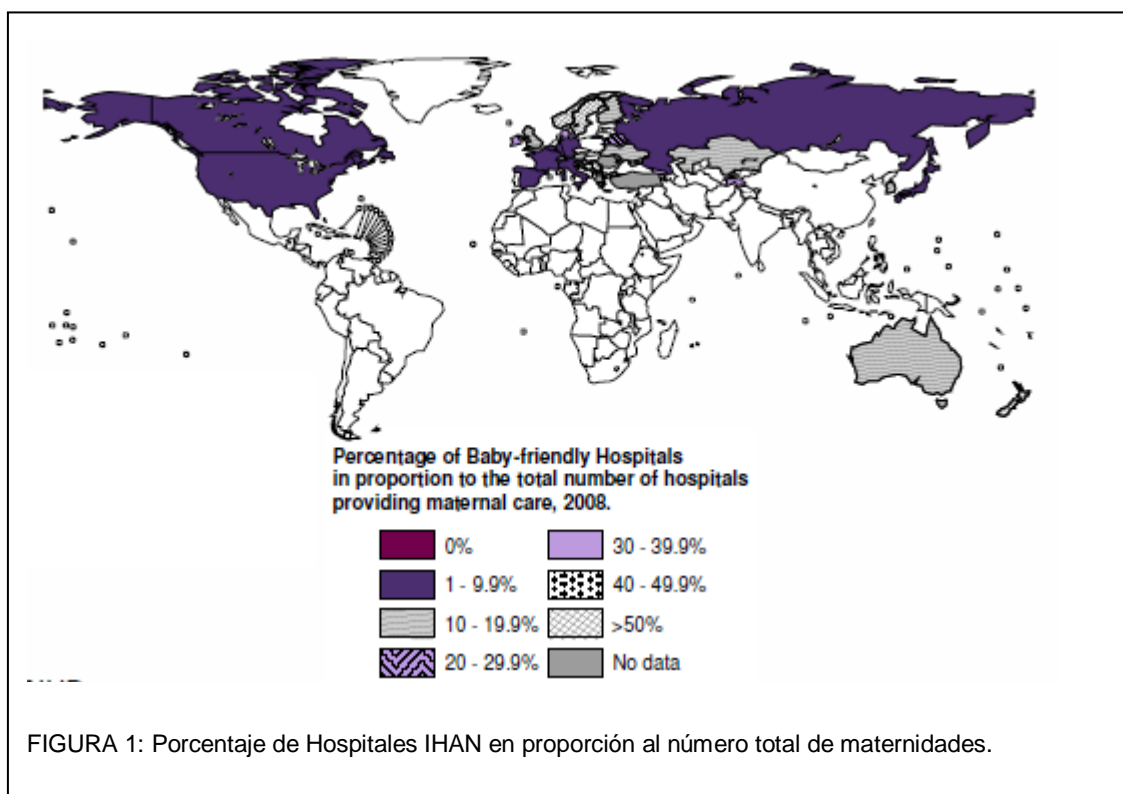 Percentage of Baby-friendly Hospitals
in proportion to the total number of hospitals
providing maternal care, 2008.
0%
1 - 9.9%
10 - 19.9%
20 - 29.9%
30 - 39.9%
40 - 49.9%
>50%
No data
FIGURA 1: Porcentaje de Hospitales IHAN en proporción al número total de maternidades.